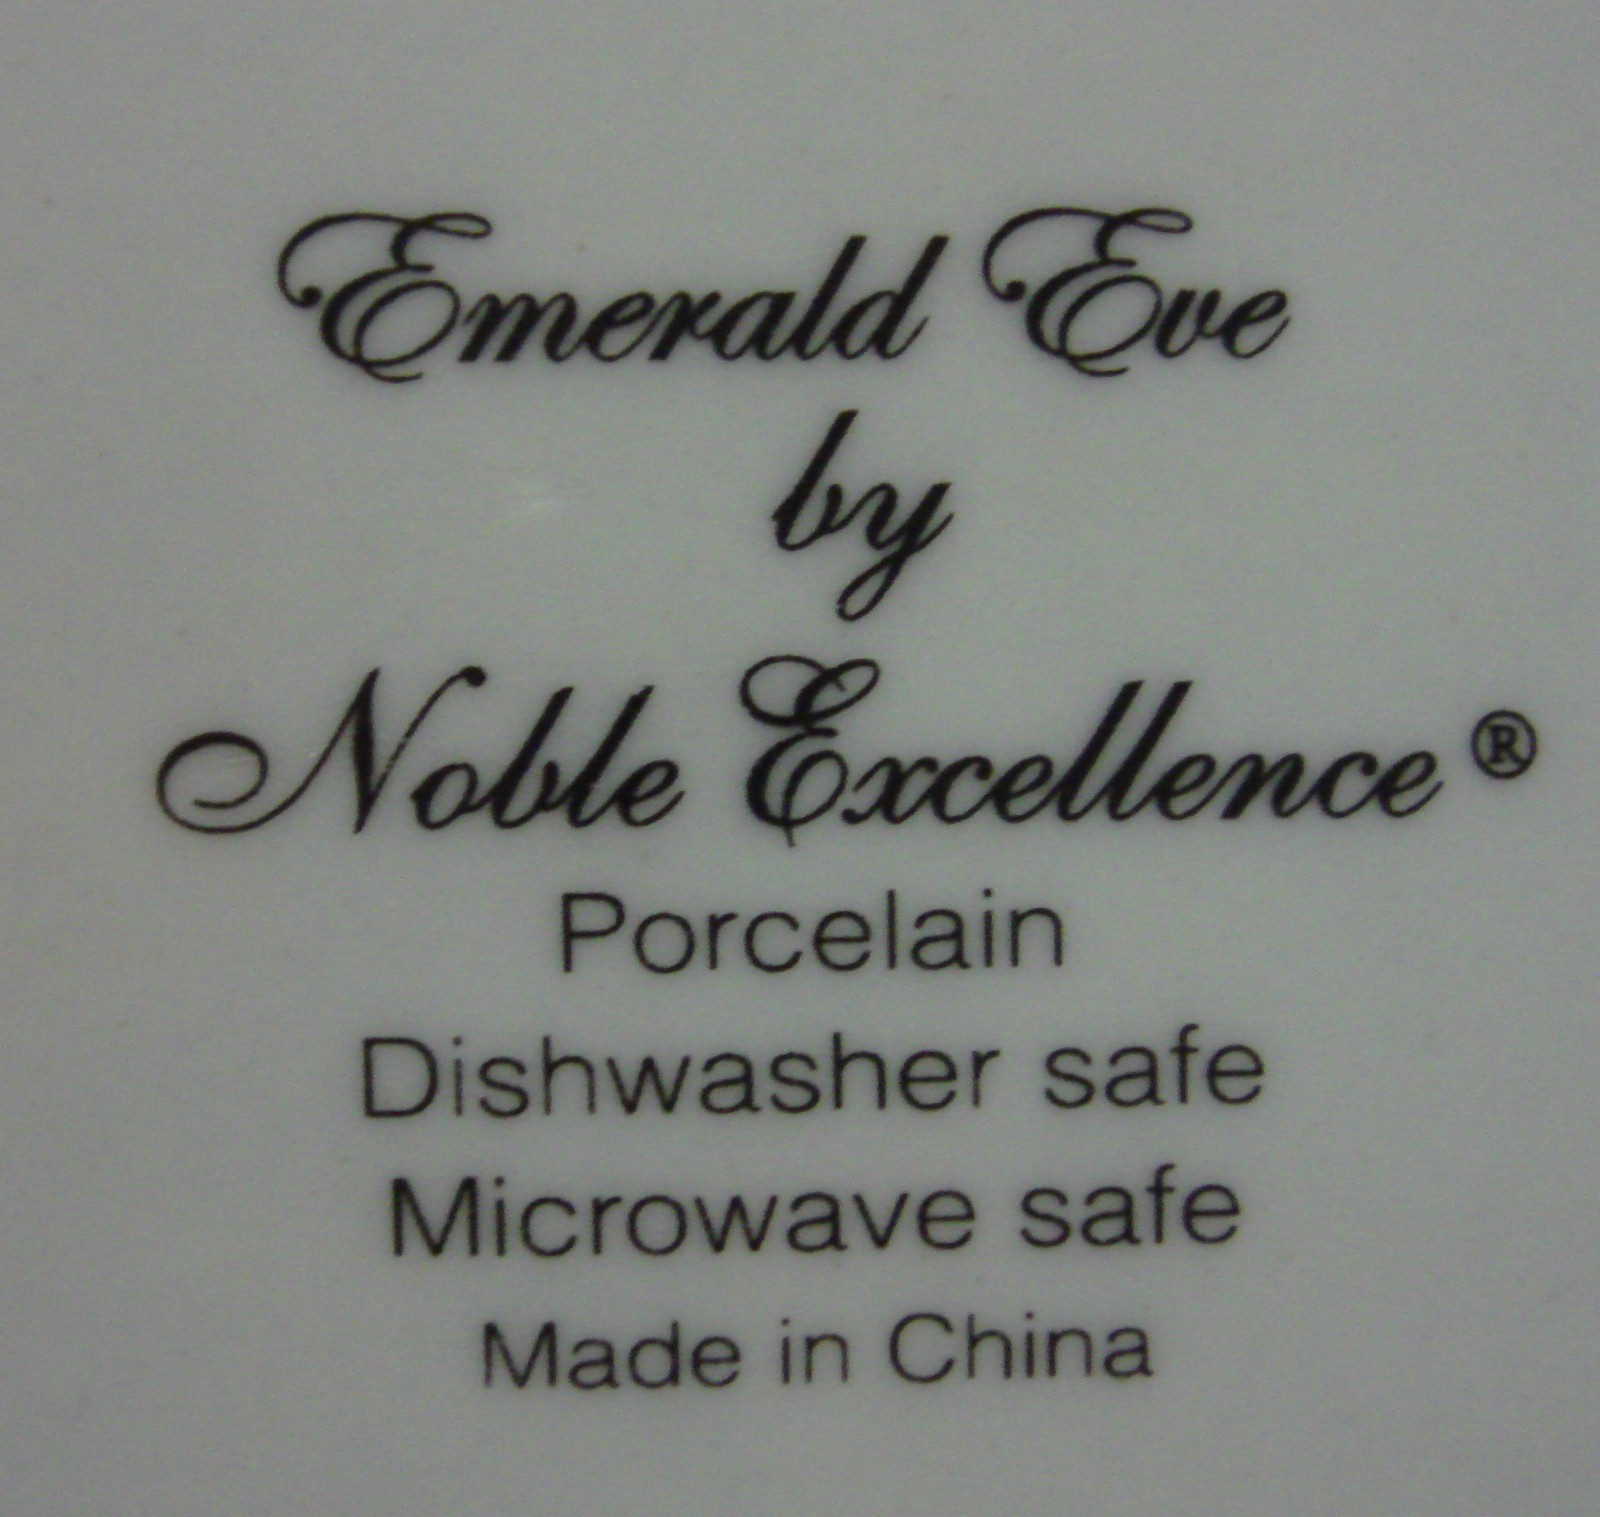 Emerald Eve
by
Noble Excellence®
Porcelain
Dishwasher safe
Microwave safe
Made in China